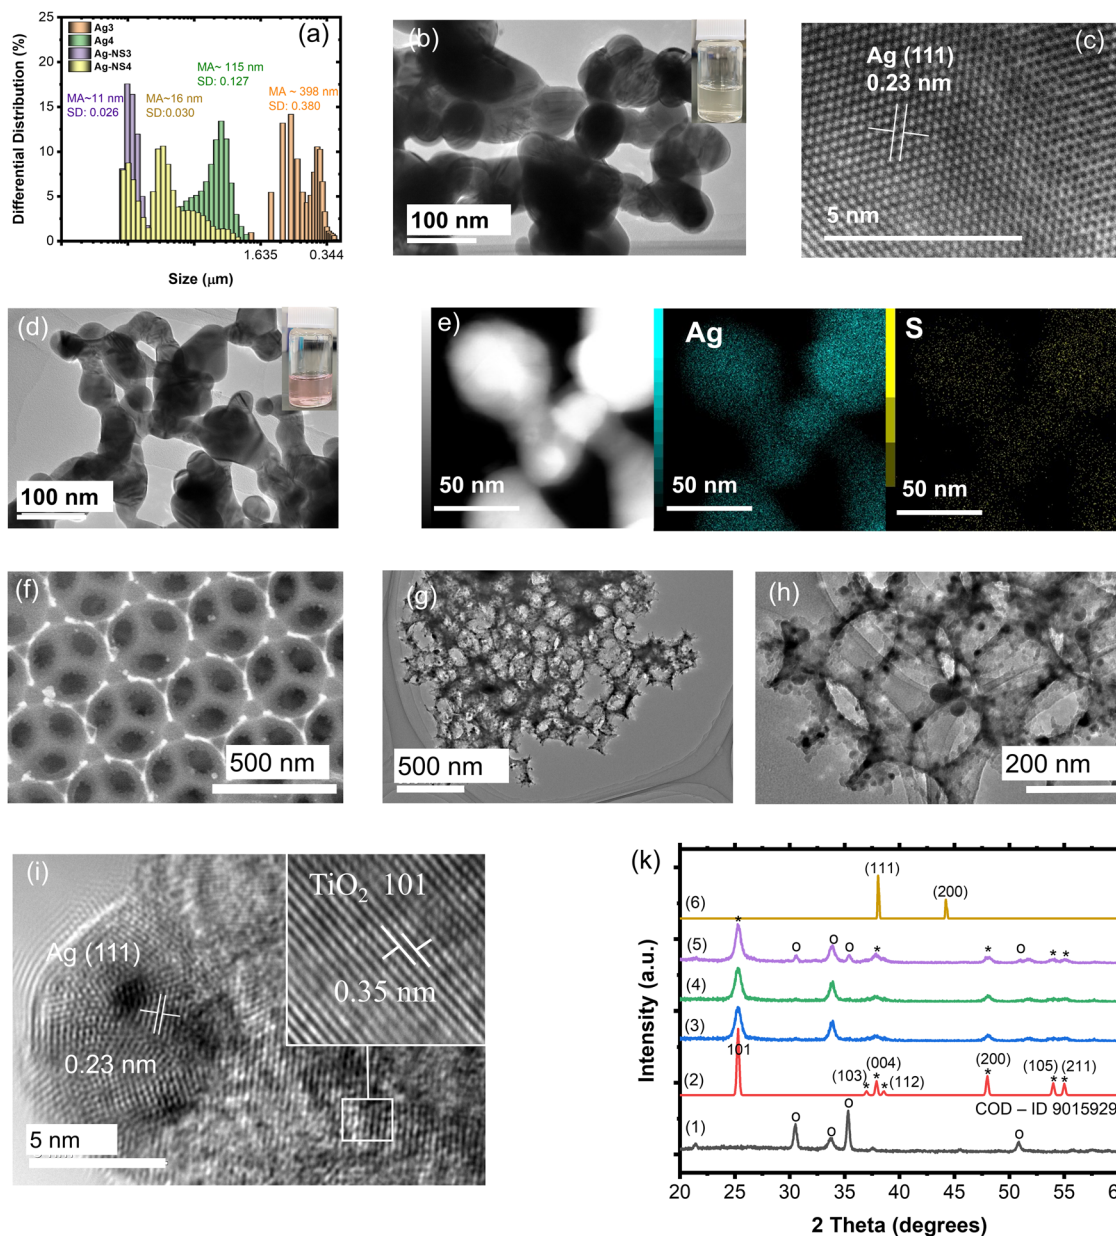 (a)
Ag3
Ag4
Ag-NS3
Ag-NS4
MA~11 nm
SD: 0.026
MA~16 nm
SD:0.030
MA~ 115 nm
SD: 0.127
MA ~ 398 nm
SD: 0.380
Differential Distribution (%)
25
20
15
10
5
0
1.635
0.344
Size (μm)
(b)
100 nm
(c)
Ag (111)
0.23 nm
5 nm
(d)
100 nm
e)
50 nm
Ag
50 nm
S
50 nm
(f)
500 nm
(g)
500 nm
(h)
200 nm
(i)
Ag (111)
0.23 nm
5 nm
TiO2 101
0.35 nm
(k)
Intensity (a.u.)
(6)
(111)
(200)
(5)
* o o o * * o * *
(4)
(3)
(2)
101
(103)
(004)
(112)
(200)
(105)
(211)
* * * * * *
COD – ID 9015929
(1)
o o o o
20 25 30 35 40 45 50 55 6
2 Theta (degrees)